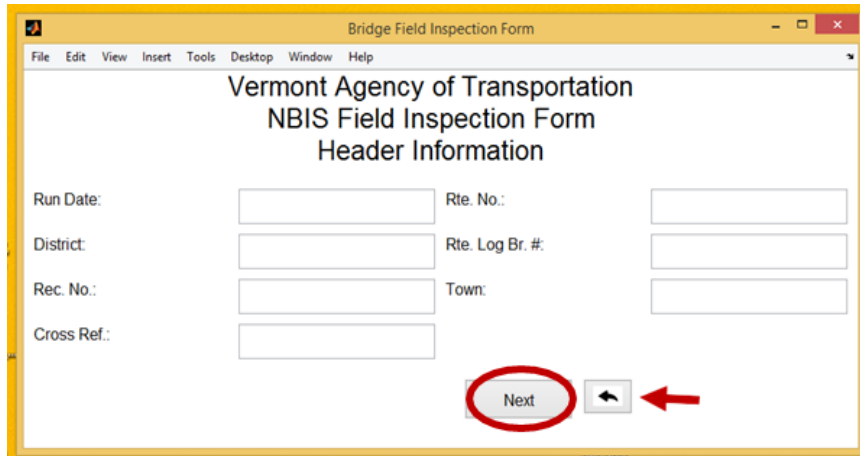 Bridge Field Inspection Form
File Edit View Insert Tools Desktop Window Help
Vermont Agency of Transportation
NBIS Field Inspection Form
Header Information
Run Date: Rte. No.:
District: Rte. Log Br. #:
Rec. No.: Town:
Cross Ref.:
Next